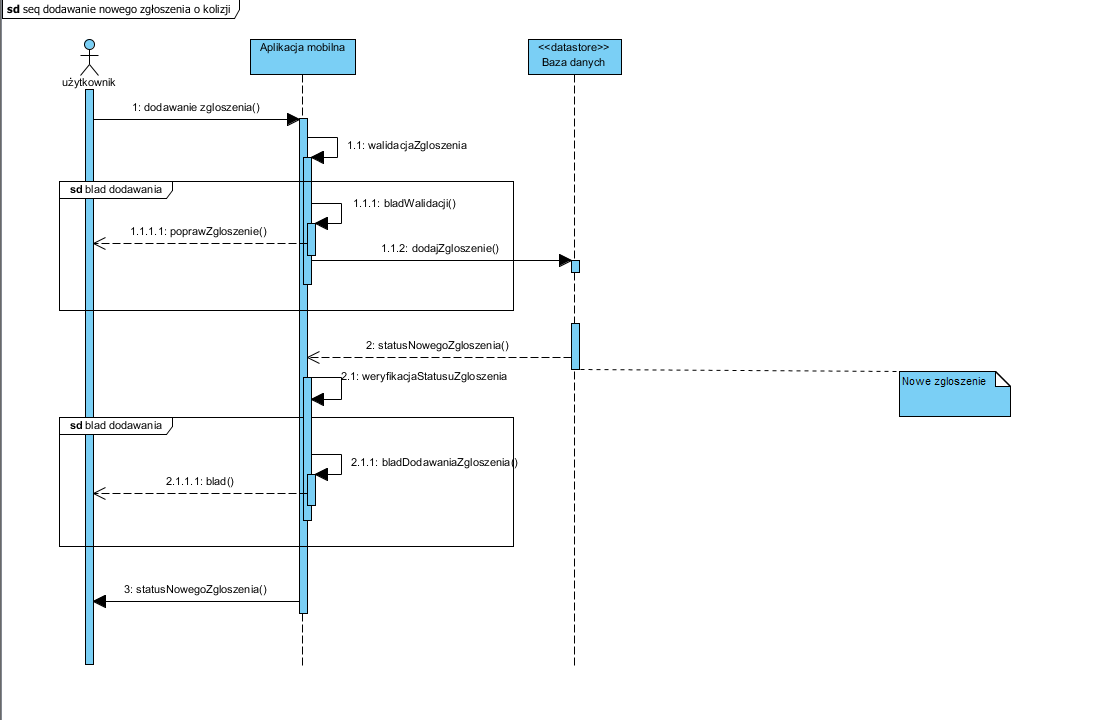 sd seq dodawanie nowego zgłoszenia o kolizji
użytkownik
Aplikacja mobilna
<<datastore>>
Baza danych
1: dodawanie zgloszenia()
1.1: walidacjaZgloszenia
sd blad dodawania
1.1.1: bladWalidacji()
1.1.1.1: poprawZgloszenie()
1.1.2: dodajZgloszenie()
2: statusNowegoZgloszenia()
2.1: weryfikacjaStatusuZgloszenia
Nowe zgloszenie
sd blad dodawania
2.1.1: bladDodawaniaZgloszenia()
2.1.1.1: blad()
3: statusNowegoZgloszenia()